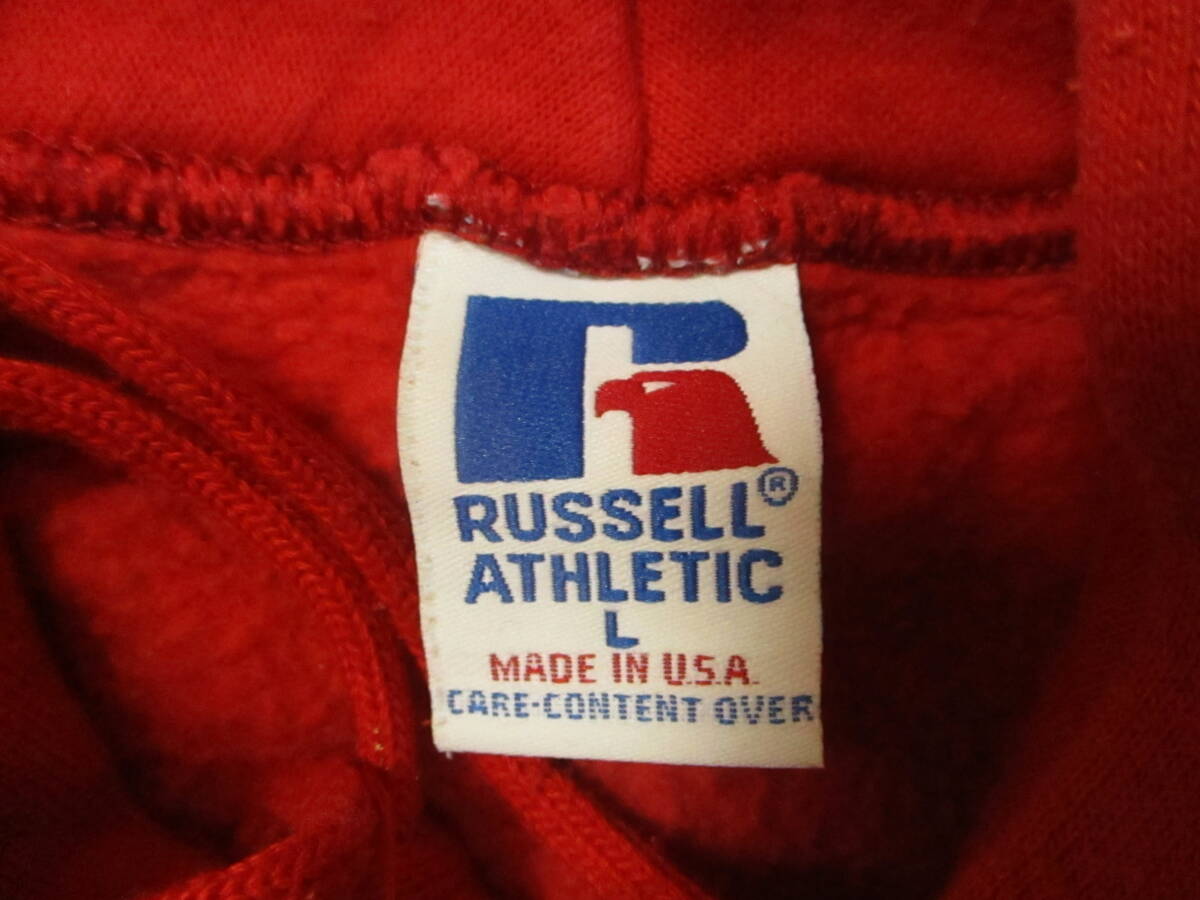 RUSSELL®
ATHLETIC
L
MADE IN U.S.A.
CARE-CONTENT OVER